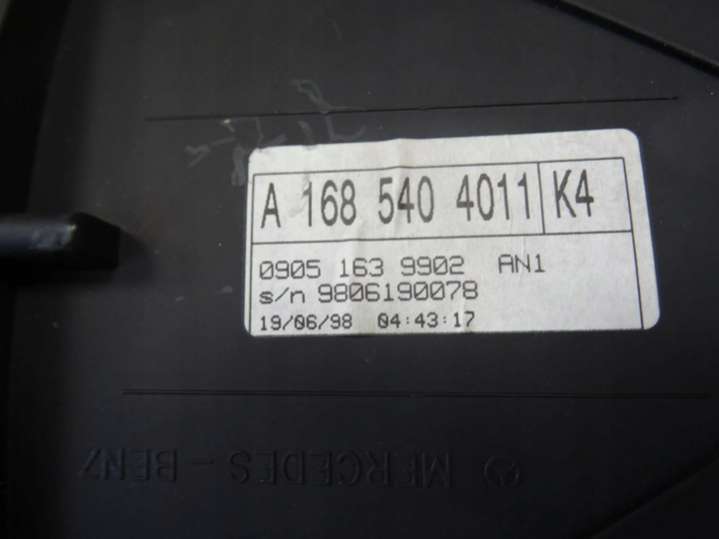 A 168 540 4011 K4
0905 163 9902 AN1
s/n 9806190078
19/06/98 04:43:17
MERCEDES-BENZ